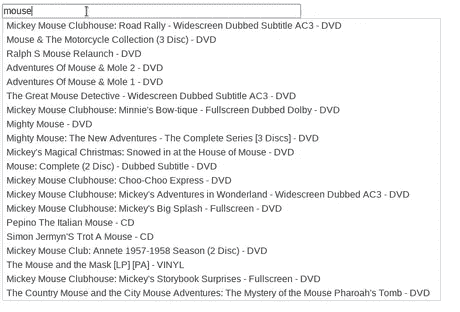 mouse
Mickey Mouse Clubhouse: Road Rally - Widescreen Dubbed Subtitle AC3 - DVD
Mouse & The Motorcycle Collection (3 Disc) - DVD
Ralph S Mouse Relaunch - DVD
Adventures Of Mouse & Mole 2 - DVD
Adventures Of Mouse & Mole 1 - DVD
The Great Mouse Detective - Widescreen Dubbed Subtitle AC3 - DVD
Mickey Mouse Clubhouse: Minnie's Bow-tique - Fullscreen Dubbed Dolby - DVD
Mighty Mouse - DVD
Mighty Mouse: The New Adventures - The Complete Series [3 Discs] - DVD
Mickey's Magical Christmas: Snowed in at the House of Mouse - DVD
Mouse: Complete (2 Disc) - Dubbed Subtitle - DVD
Mickey Mouse Clubhouse: Choo-Choo Express - DVD
Mickey Mouse Clubhouse: Mickey's Adventures in Wonderland - Widescreen Dubbed AC3 - DVD
Mickey Mouse Clubhouse: Mickey's Big Splash - Fullscreen - DVD
Pepino The Italian Mouse - CD
Simon Jermyn'S Trot A Mouse - CD
Mickey Mouse Club: Annete 1957-1958 Season (2 Disc) - DVD
The Mouse and the Mask [LP] [PA] - VINYL
Mickey Mouse Clubhouse: Mickey's Storybook Surprises - Fullscreen - DVD
The Country Mouse and the City Mouse Adventures: The Mystery of the Mouse Pharoah's Tomb - DVD